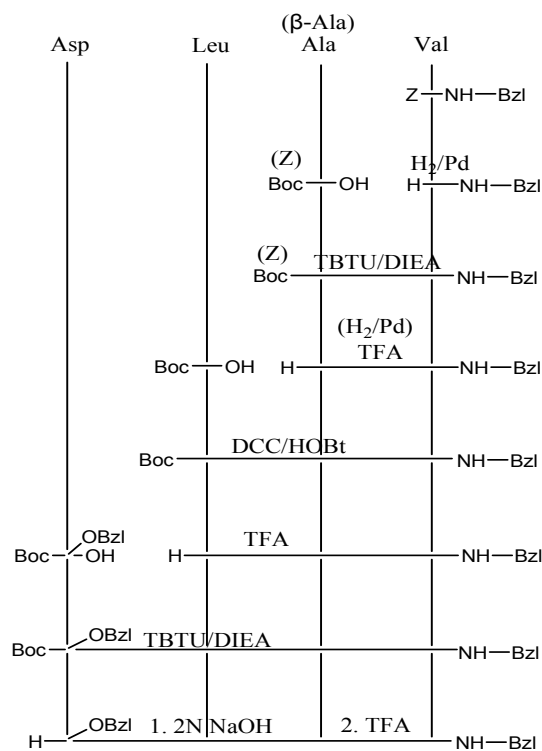 (β-Ala)
Asp Leu Ala Val
Z NH Bzl
(Z) H₂/Pd
Boc OH H NH Bzl
(Z)
Boc TBTU/DIEA NH Bzl
(H₂/Pd)
Boc OH H TFA NH Bzl
Boc DCC/HOBt NH Bzl
OBzl
Boc OH H TFA NH Bzl
OBzl
Boc TBTU/DIEA NH Bzl
OBzl
H 1. 2N NaOH 2. TFA NH Bzl